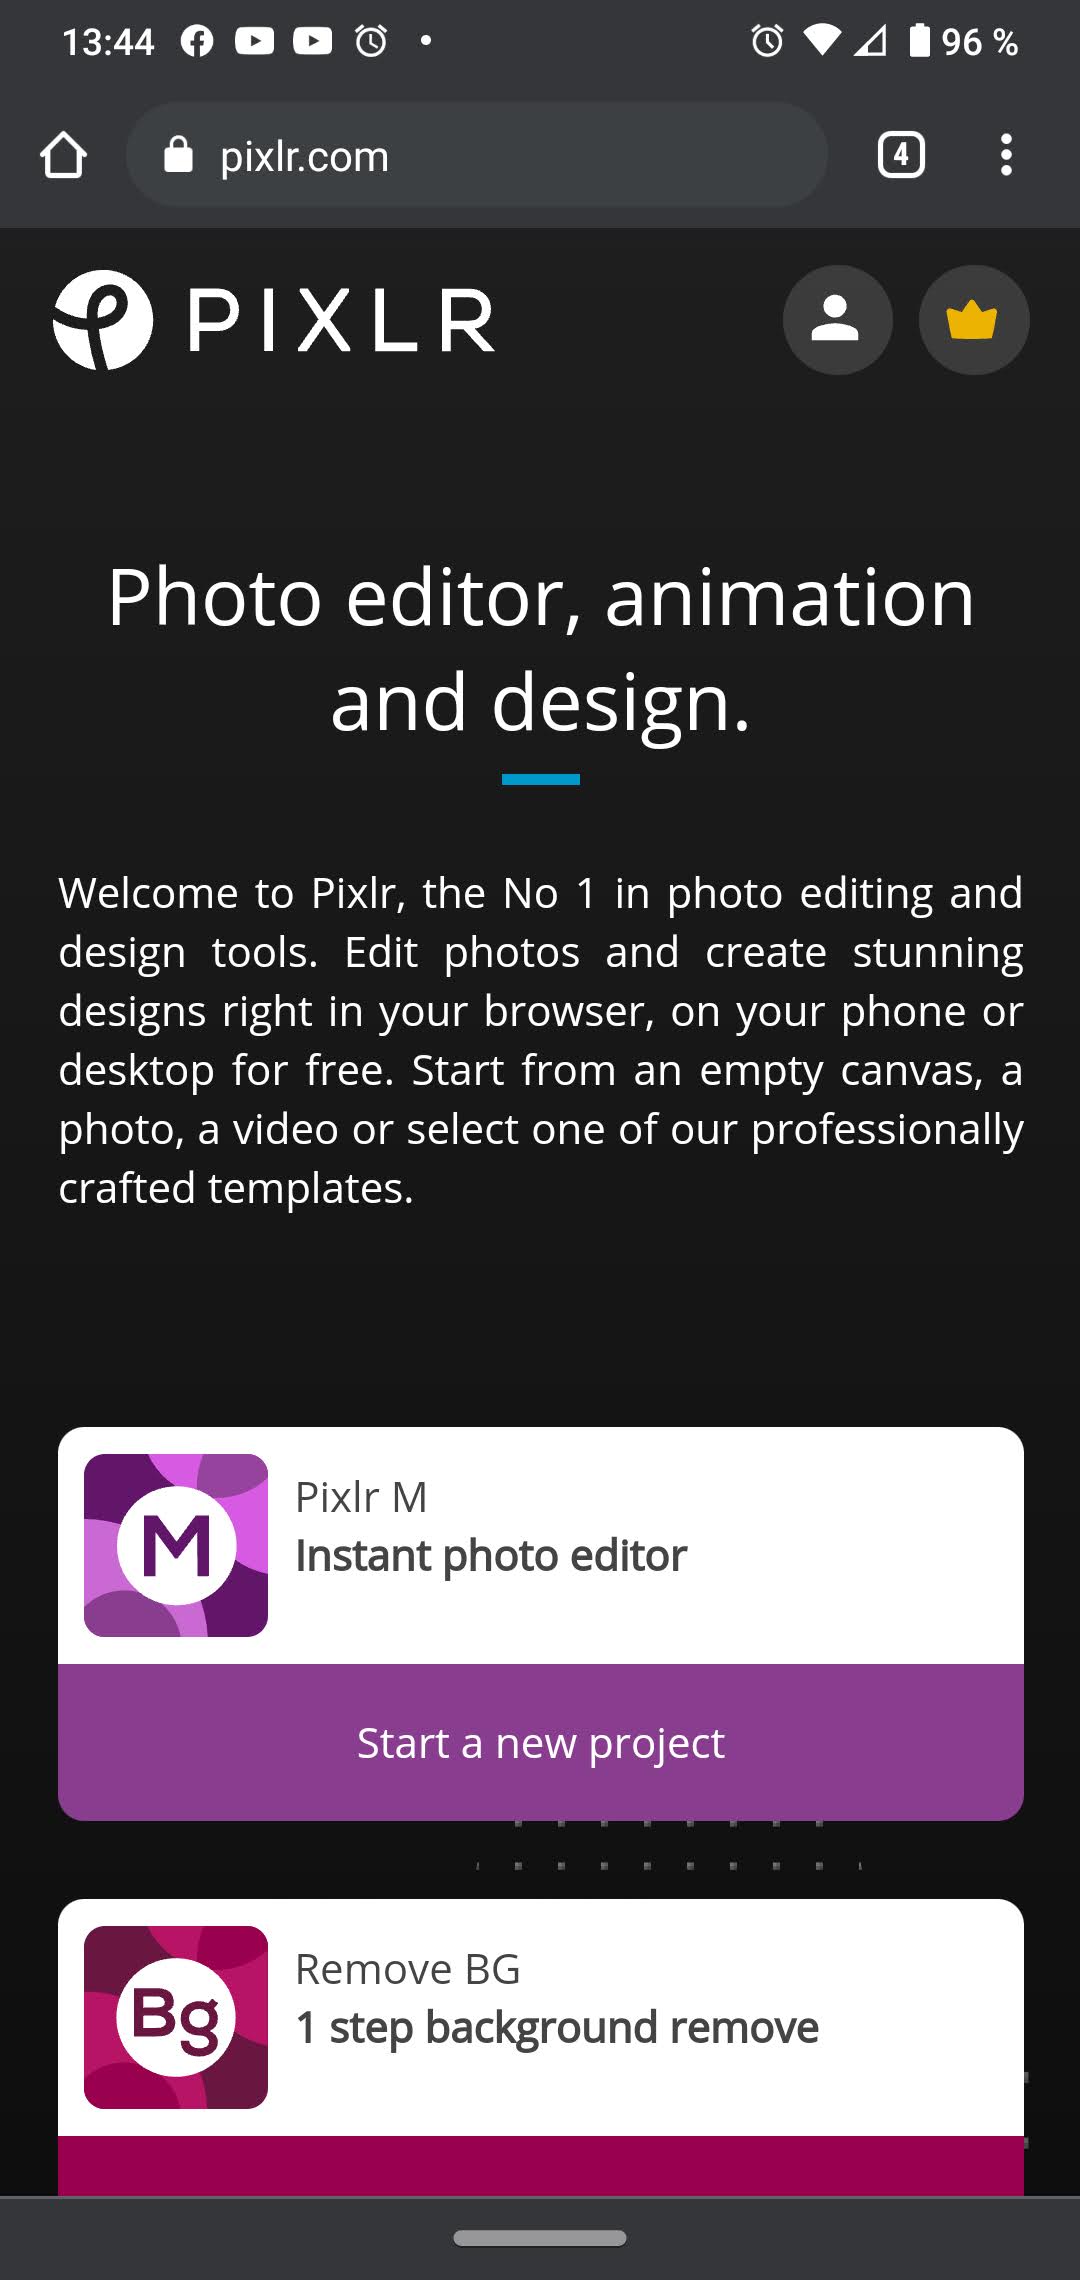 13:44
96 %
pixlr.com
4
PIXLR
Photo editor, animation
and design.
Welcome to Pixlr, the No 1 in photo editing and
design tools. Edit photos and create stunning
designs right in your browser, on your phone or
desktop for free. Start from an empty canvas, a
photo, a video or select one of our professionally
crafted templates.
M
Pixlr M
Instant photo editor
Start a new project
Bg
Remove BG
1 step background remove